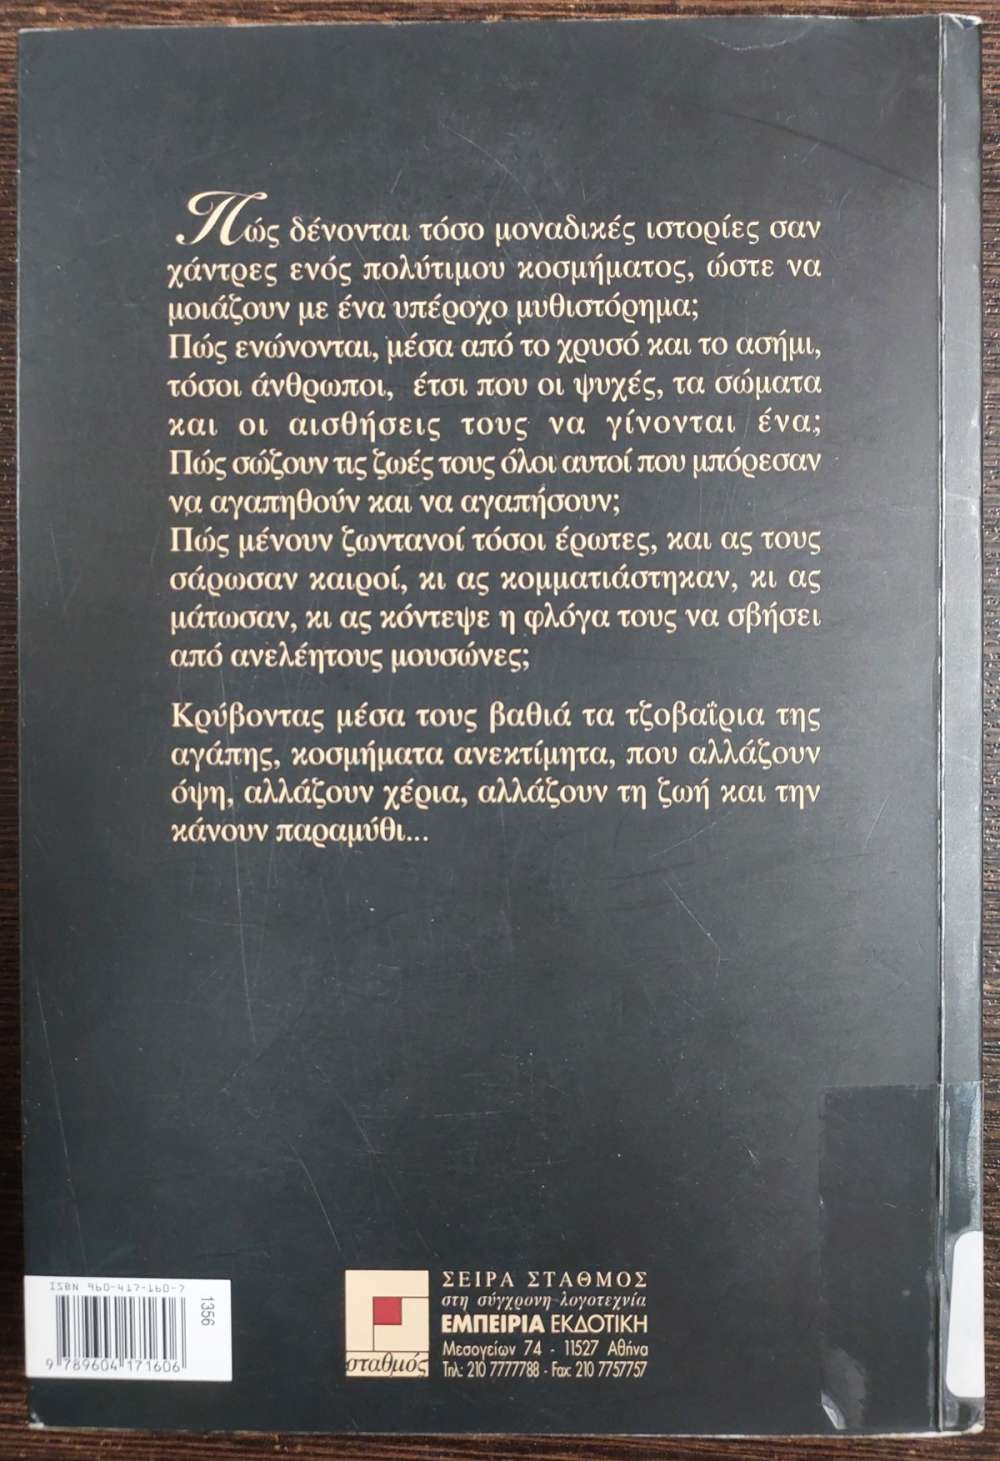 Πώς δένονται τόσο μοναδικές ιστορίες σαν
χάντρες ενός πολύτιμου κοσμήματος, ώστε να
μοιάζουν με ένα υπέροχο μυθιστόρημα;
Πώς ενώνονται, μέσα από το χρυσό και το ασήμι,
τόσοι άνθρωποι, έτσι που οι ψυχές, τα σώματα
και οι αισθήσεις τους να γίνονται ένα;
Πώς σώζουν τις ζωές τους όλοι αυτοί που μπόρεσαν
να αγαπηθούν και να αγαπήσουν;
Πώς μένουν ζωντανοί τόσοι έρωτες, και ας τους
σάρωσαν καιροί, κι ας κομματιάστηκαν, κι ας
μάτωσαν, κι ας κόντεψε η φλόγα τους να σβήσει
από ανελέητους μουσώνες;
Κρύβοντας μέσα τους βαθιά τα τζοβαΐρια της
αγάπης, κοσμήματα ανεκτίμητα, που αλλάζουν
όψη, αλλάζουν χέρια, αλλάζουν τη ζωή και την
κάνουν παραμύθι...
ISBN 960-417-160-7
1356
9 789604 171606
σταθμός
ΣΕΙΡΑ ΣΤΑΘΜΟΣ
στη σύγχρονη λογοτεχνία
ΕΜΠΕΙΡΙΑ ΕΚΔΟΤΙΚΗ
Μεσογείων 74 - 11527 Αθήνα
Τηλ.: 210 7777788 - Fax: 210 7757757